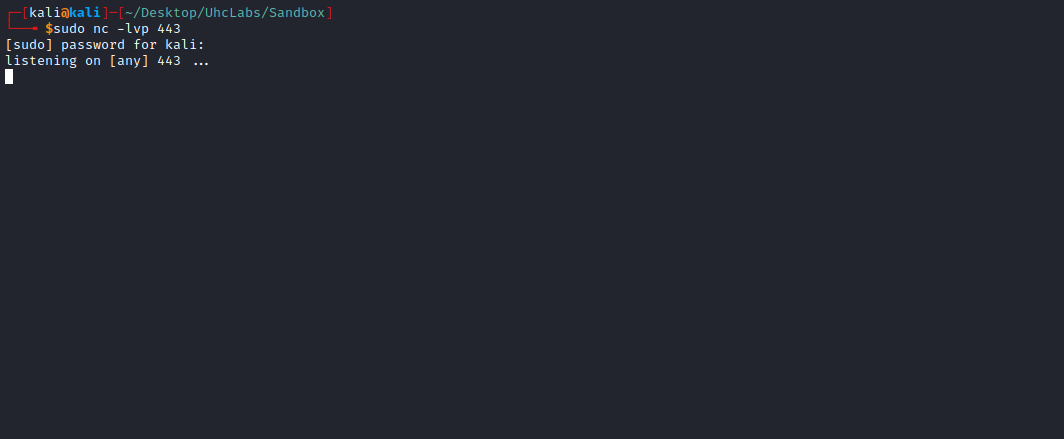 ┌─[kali@kali]─[~/Desktop/UhcLabs/Sandbox]
└──╼ $sudo nc -lvp 443
[sudo] password for kali:
listening on [any] 443 ...